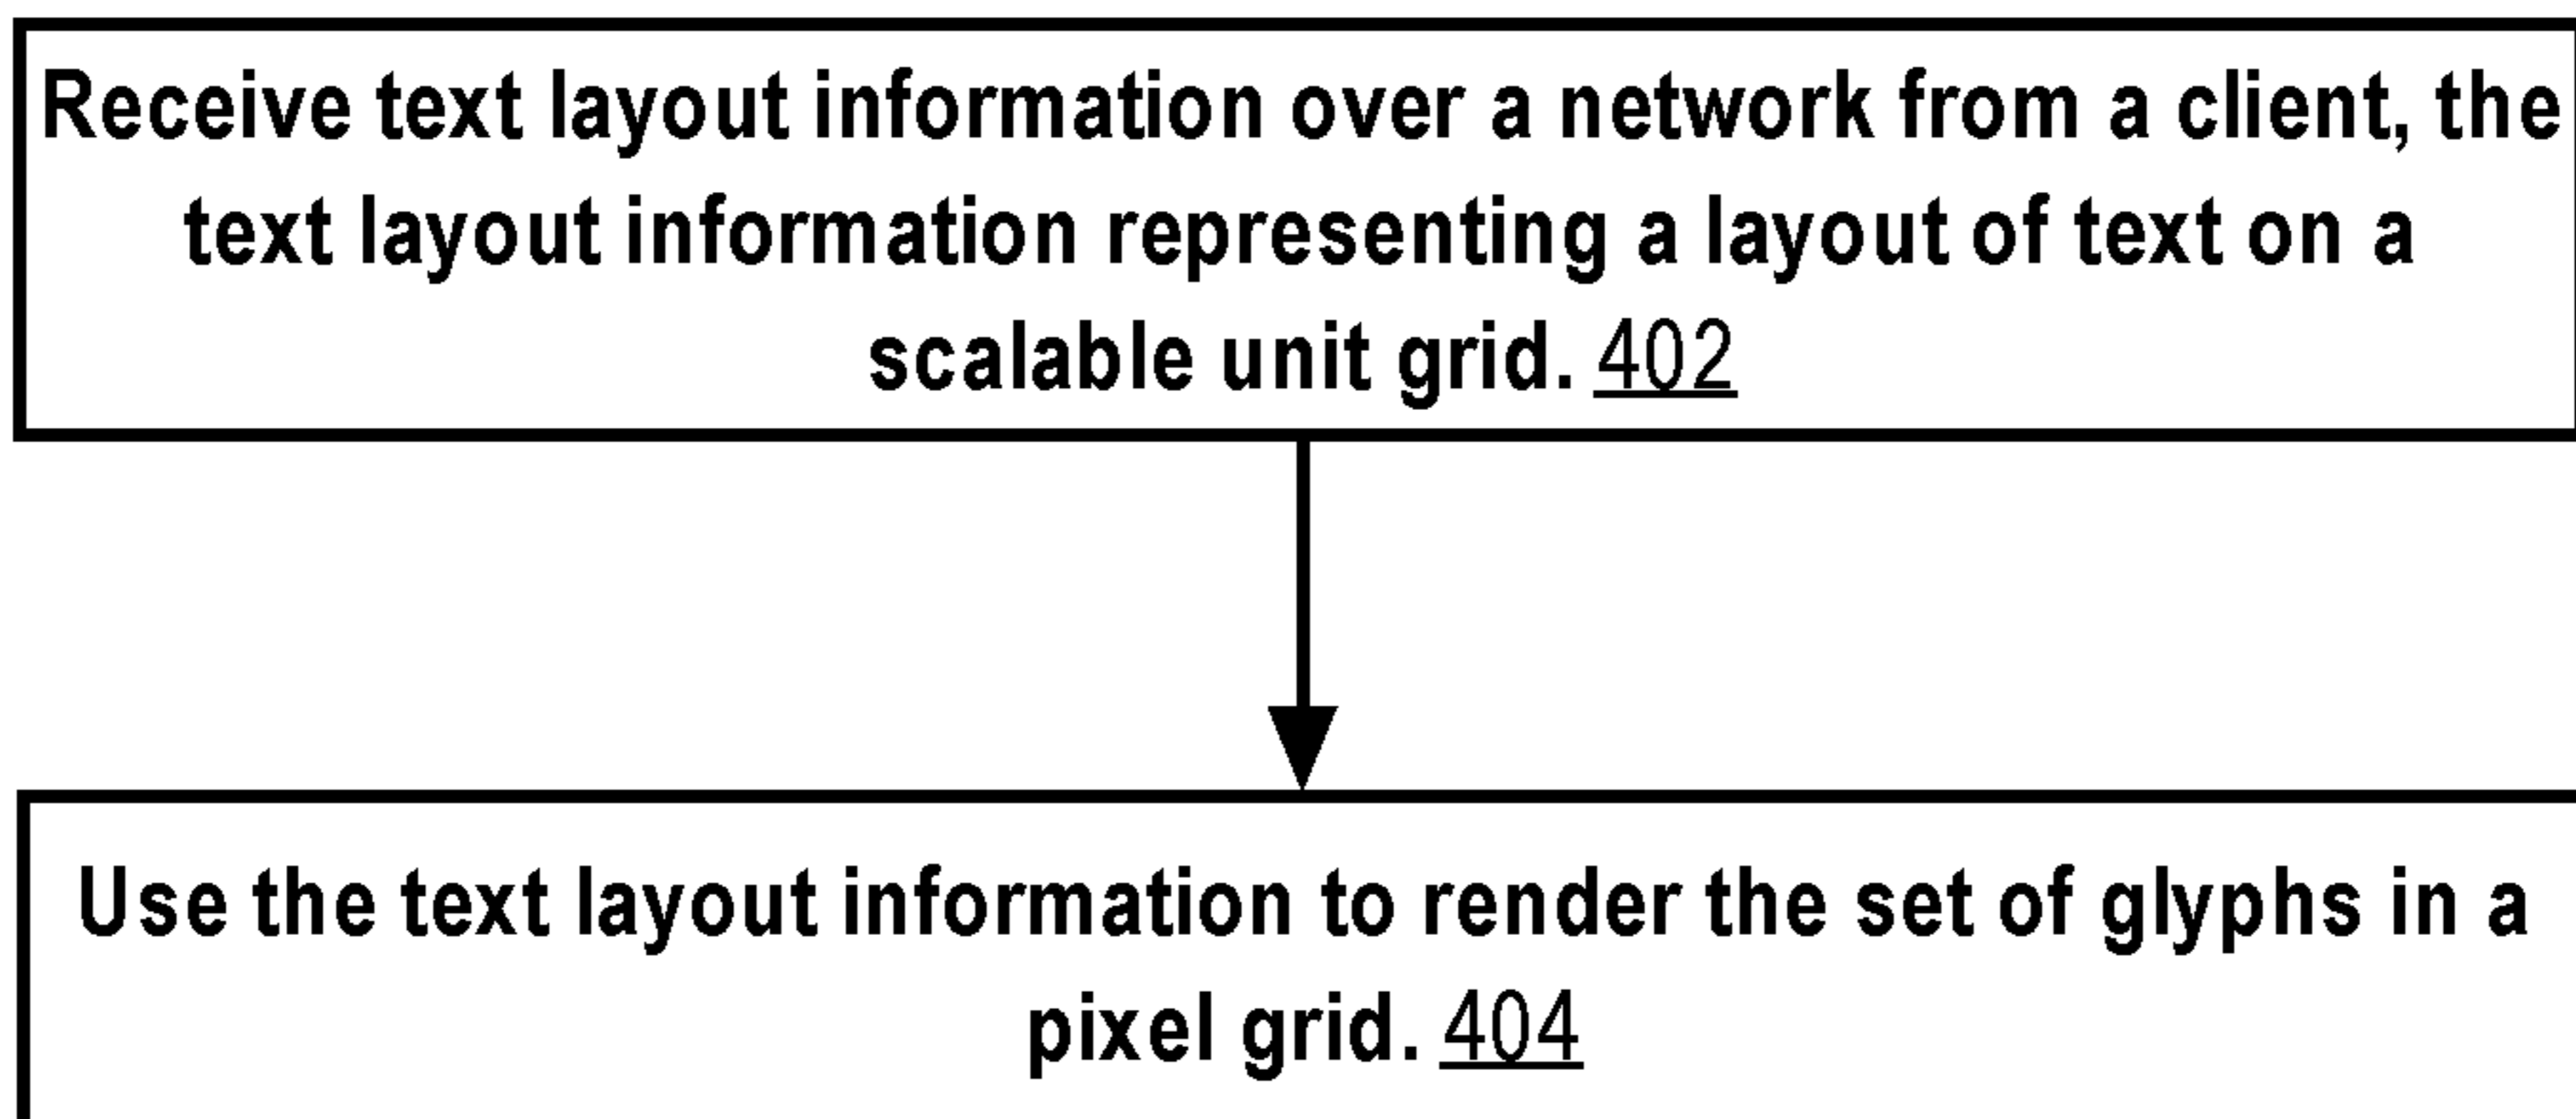 Receive text layout information over a network from a client, the
text layout information representing a layout of text on a
scalable unit grid. 402
Use the text layout information to render the set of glyphs in a
pixel grid. 404